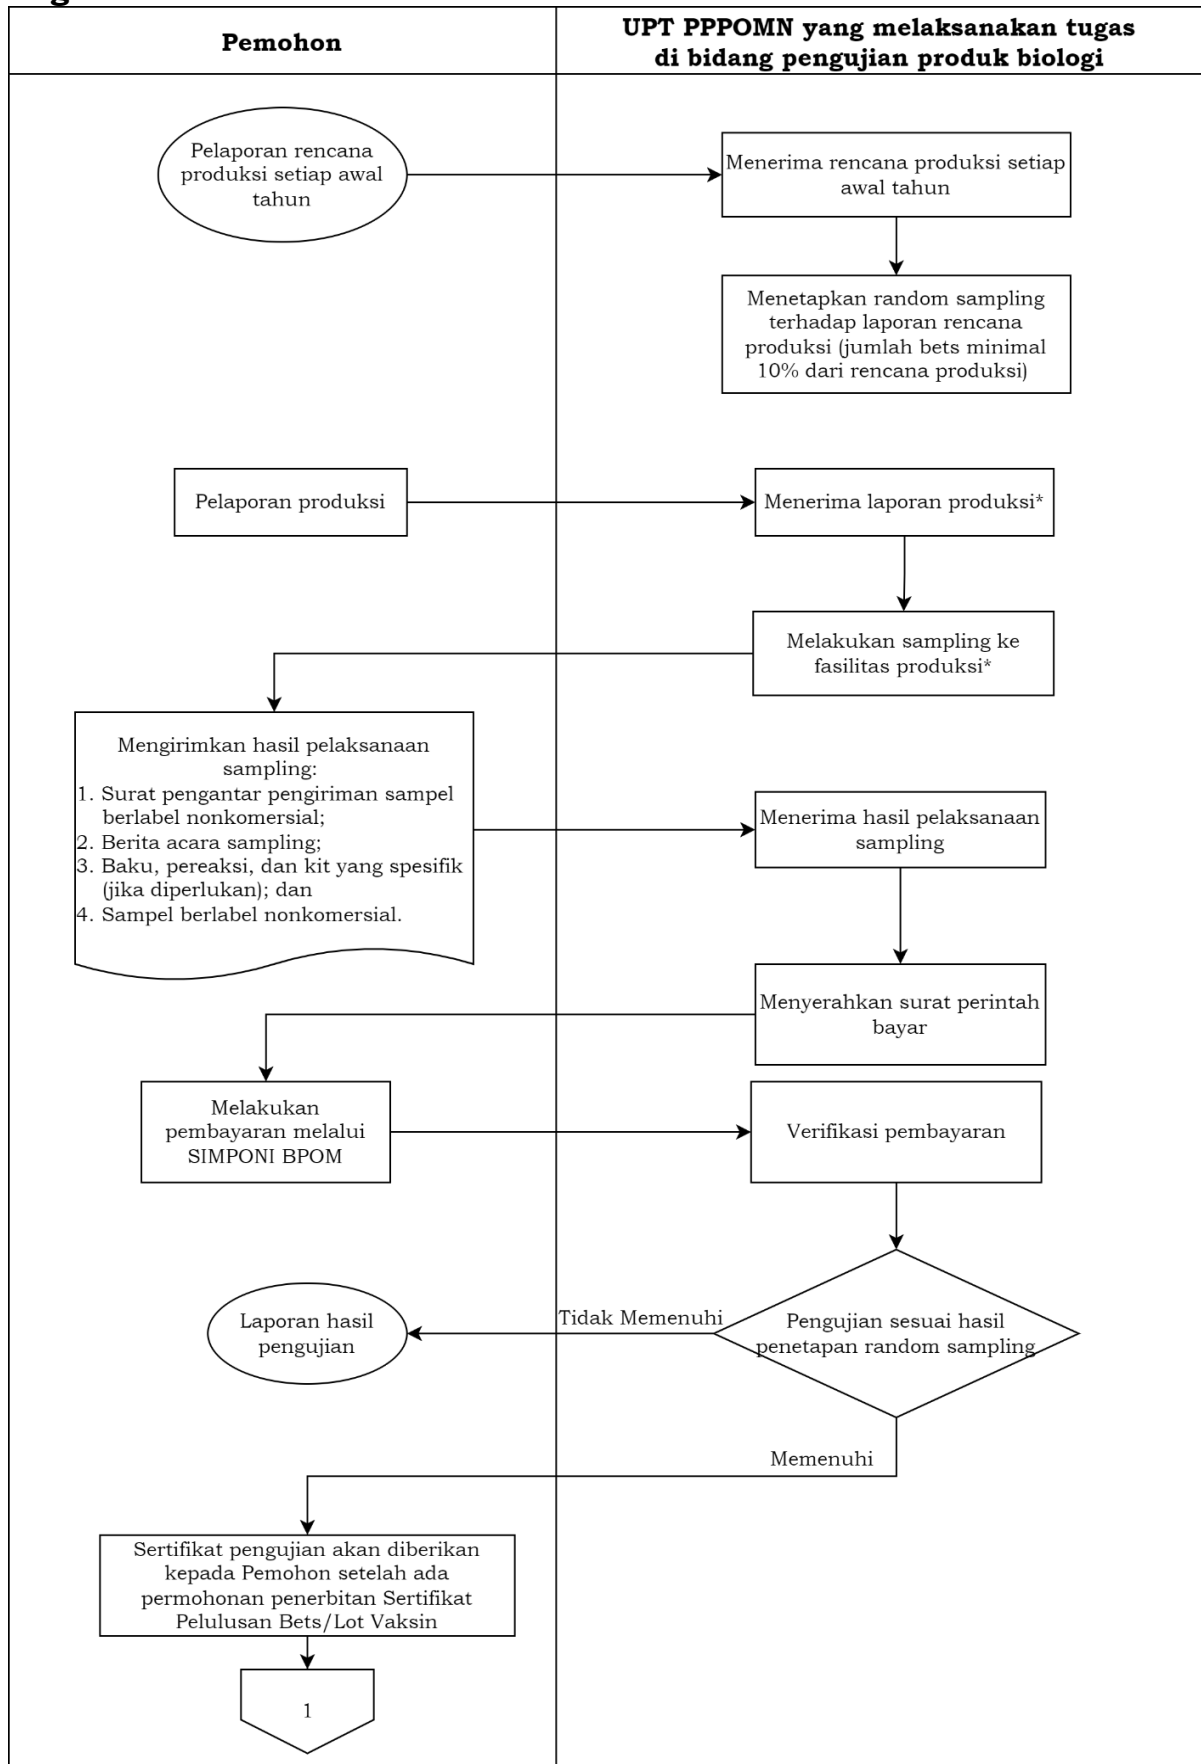 Pemohon
UPT PPPOMN yang melaksanakan tugas
di bidang pengujian produk biologi
Pelaporan rencana
produksi setiap awal
tahun
Menerima rencana produksi setiap
awal tahun
Menetapkan random sampling
terhadap laporan rencana
produksi (jumlah bets minimal
10% dari rencana produksi)
Pelaporan produksi
Menerima laporan produksi*
Melakukan sampling ke
fasilitas produksi*
Mengirimkan hasil pelaksanaan
sampling:
1. Surat pengantar pengiriman sampel
berlabel nonkomersial;
2. Berita acara sampling;
3. Baku, pereaksi, dan kit yang spesifik
(jika diperlukan); dan
4. Sampel berlabel nonkomersial.
Menerima hasil pelaksanaan
sampling
Menyerahkan surat perintah
bayar
Melakukan
pembayaran melalui
SIMPONI BPOM
Verifikasi pembayaran
Pengujian sesuai hasil
penetapan random sampling
Tidak Memenuhi
Laporan hasil
pengujian
Memenuhi
Sertifikat pengujian akan diberikan
kepada Pemohon setelah ada
permohonan penerbitan Sertifikat
Pelulusan Bets/Lot Vaksin
1